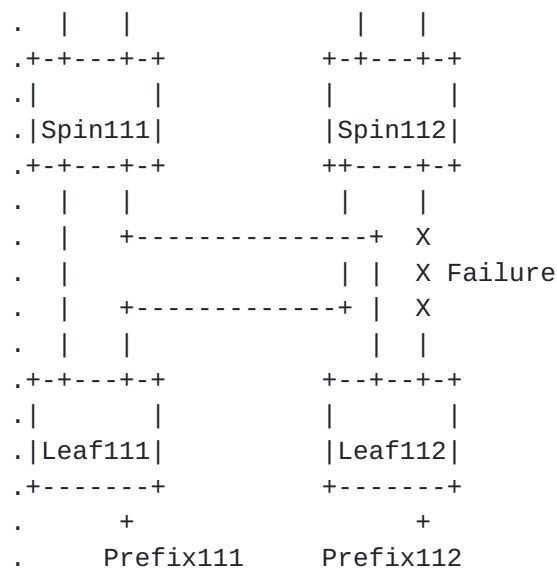 .  |   |             |   |
.+-+---+-+         +-+---+-+
.|       |         |       |
.|Spin111|         |Spin112|
.+-+---+-+         ++----+-+
.  |   |            |    |
.  |   +---------------+  X
.  |                | |  X Failure
.  |   +-------------+ |  X
.  |   |              |  |
.+-+---+-+         +--+--+-+
.|       |         |       |
.|Leaf111|         |Leaf112|
.+-------+         +-------+
.      +                 +
.     Prefix111    Prefix112